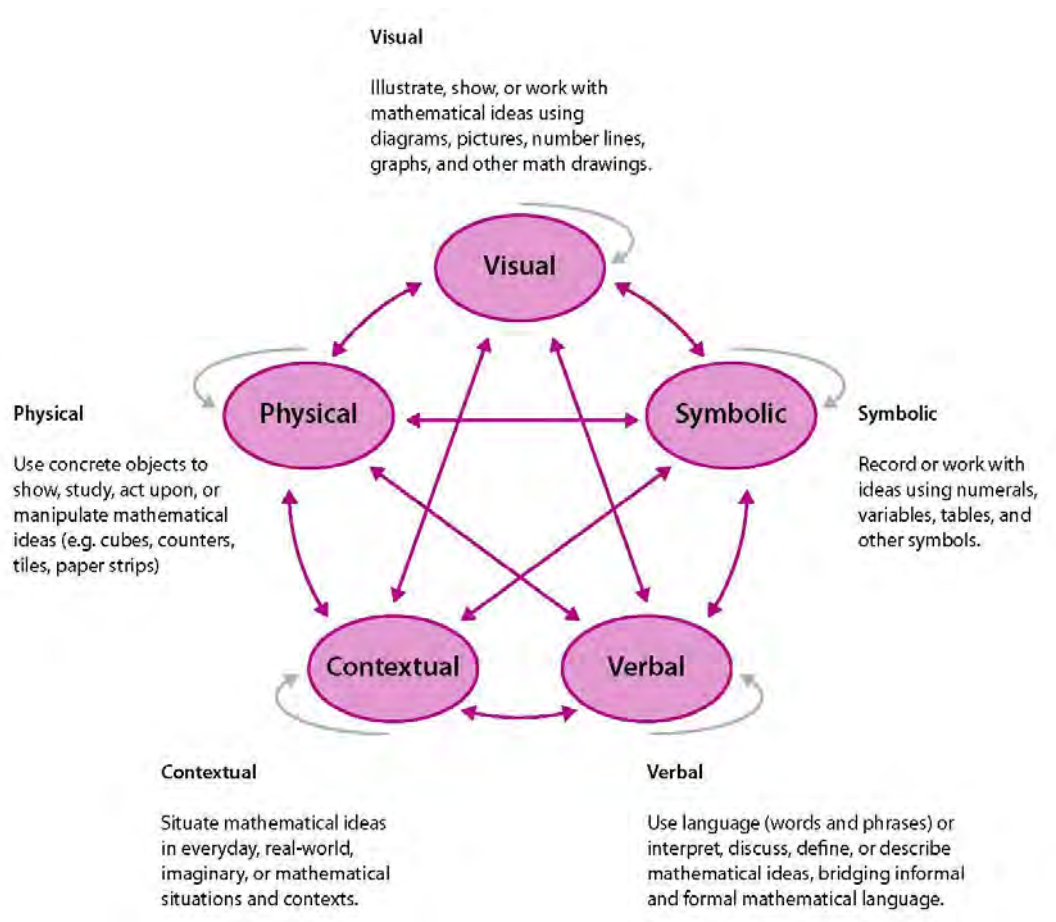 Visual
Illustrate, show, or work with
mathematical ideas using
diagrams, pictures, number lines,
graphs, and other math drawings.
Visual
Physical
Symbolic
Physical
Use concrete objects to
show, study, act upon, or
manipulate mathematical
ideas (e.g. cubes, counters,
tiles, paper strips)
Symbolic
Record or work with
ideas using numerals,
variables, tables, and
other symbols.
Contextual
Verbal
Contextual
Situate mathematical ideas
in everyday, real-world,
imaginary, or mathematical
situations and contexts.
Verbal
Use language (words and phrases) or
interpret, discuss, define, or describe
mathematical ideas, bridging informal
and formal mathematical language.